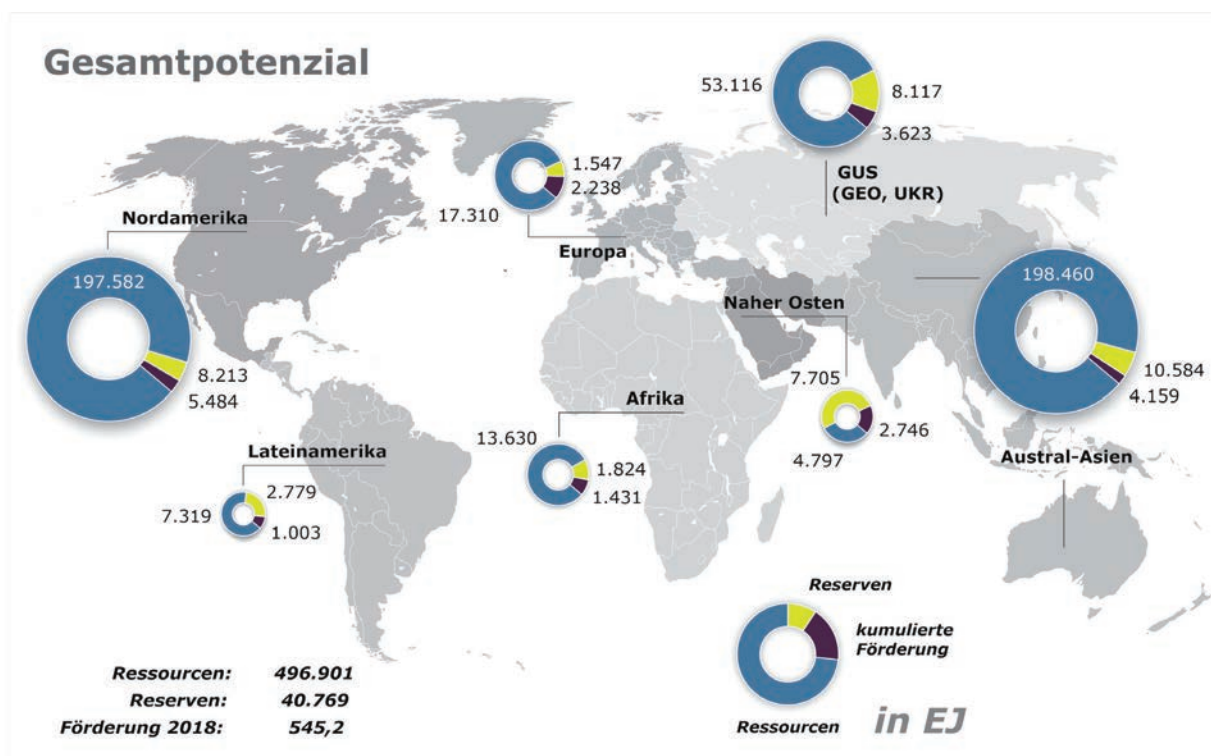 Gesamtpotenzial
53.116
8.117
3.623
GUS
(GEO, UKR)
1.547
2.238
17.310
Europa
Nordamerika
197.582
8.213
5.484
198.460
10.584
4.159
Austral-Asien
Naher Osten
7.705
2.746
4.797
Afrika
13.630
1.824
1.431
Lateinamerika
2.779
7.319
1.003
Reserven
kumulierte
Förderung
Ressourcen
in EJ
Ressourcen: 496.901
Reserven: 40.769
Förderung 2018: 545,2